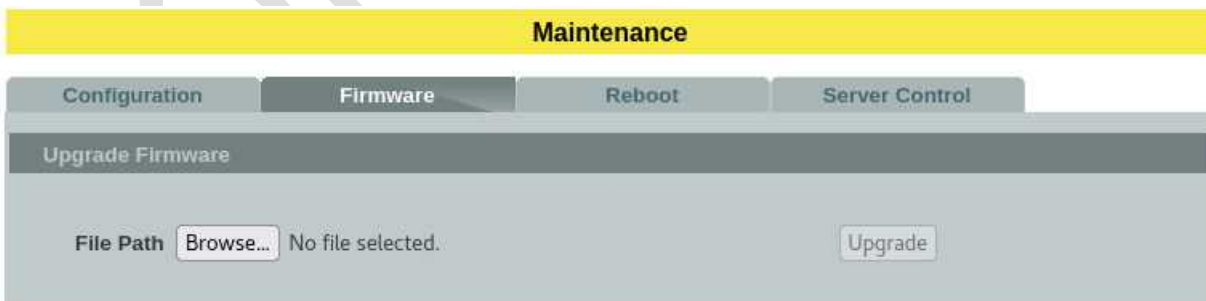 Maintenance
Configuration Firmware Reboot Server Control
Upgrade Firmware
File Path Browse... No file selected. Upgrade